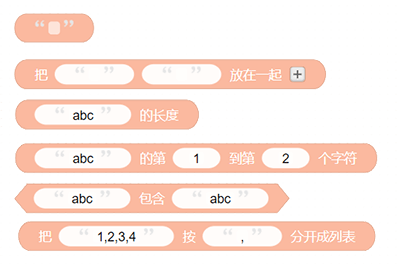 “ ”
把 “ ” “ ” 放在一起 +
“ abc ” 的长度
“ abc ” 的第 1 到第 2 个字符
“ abc ” 包含 “ abc ”
把 “ 1,2,3,4 ” 按 “ , ” 分开成列表